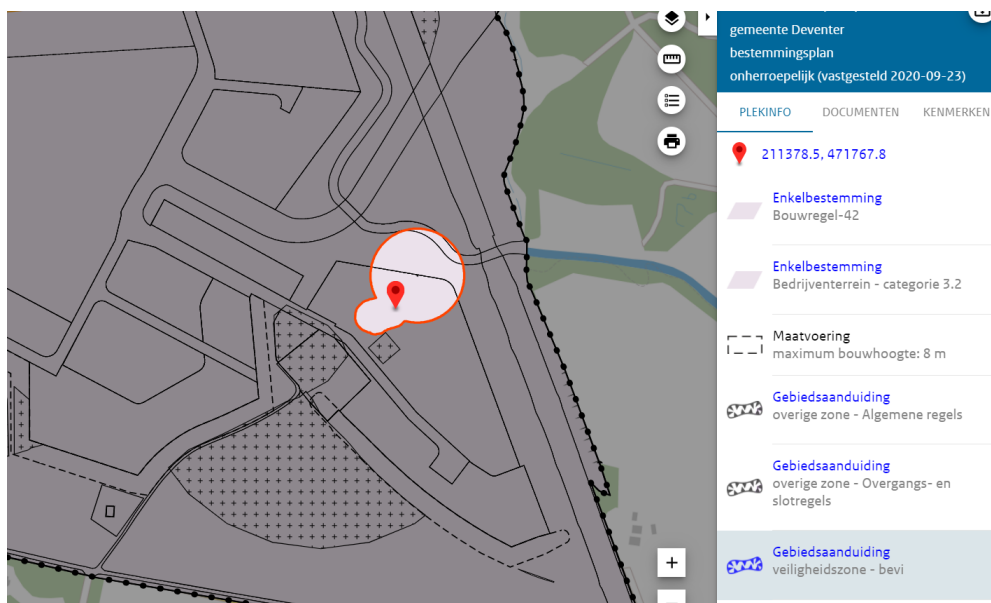 gemeente Deventer
bestemmingsplan
onherroepelijk (vastgesteld 2020-09-23)
PLEKINFO DOCUMENTEN KENMERKEN
211378.5, 471767.8
Enkelbestemming
Bouwregel-42
Enkelbestemming
Bedrijventerrein - categorie 3.2
Maatvoering
maximum bouwhoogte: 8 m
Gebiedsaanduiding
overige zone - Algemene regels
Gebiedsaanduiding
overige zone - Overgangs- en
slotregels
Gebiedsaanduiding
veiligheidszone - bevi